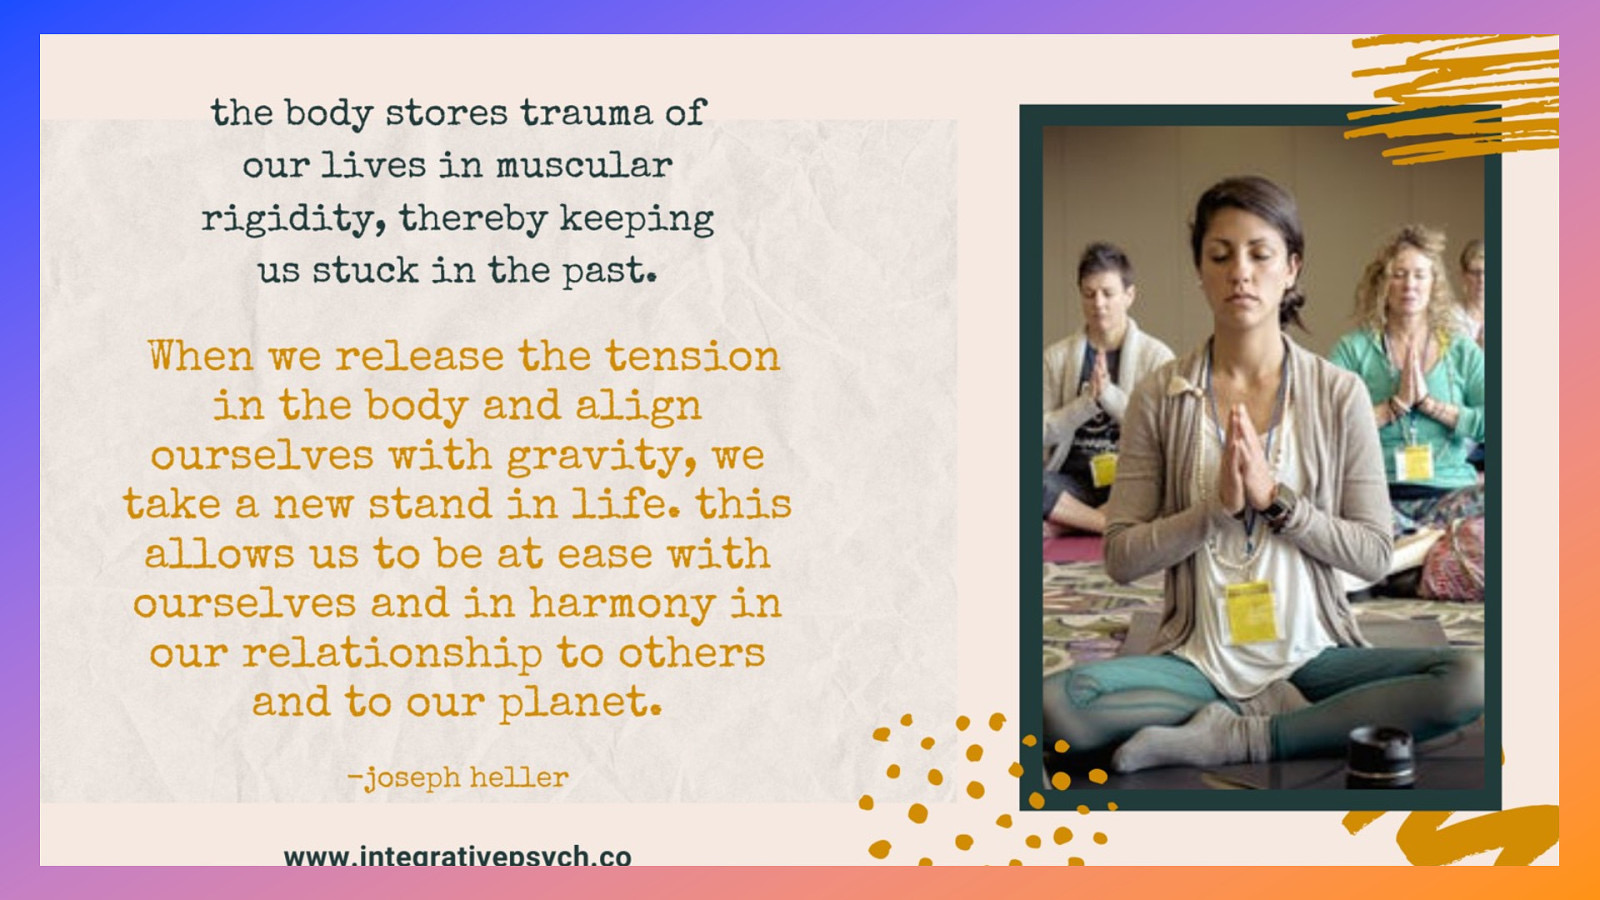 the body stores trauma of
our lives in muscular
rigidity, thereby keeping
us stuck in the past.
When we release the tension
in the body and align
ourselves with gravity, we
take a new stand in life. this
allows us to be at ease with
ourselves and in harmony in
our relationship to others
and to our planet.
-joseph heller
www.integrativepsych.co